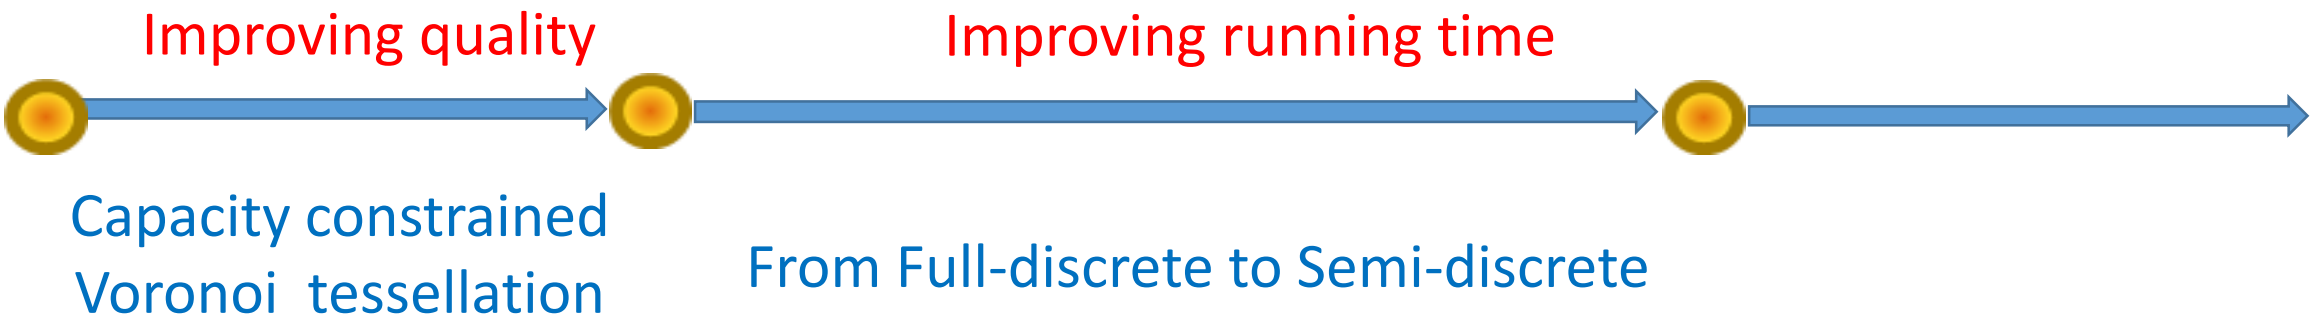 Improving quality
Improving running time
Capacity constrained
Voronoi tessellation
From Full-discrete to Semi-discrete